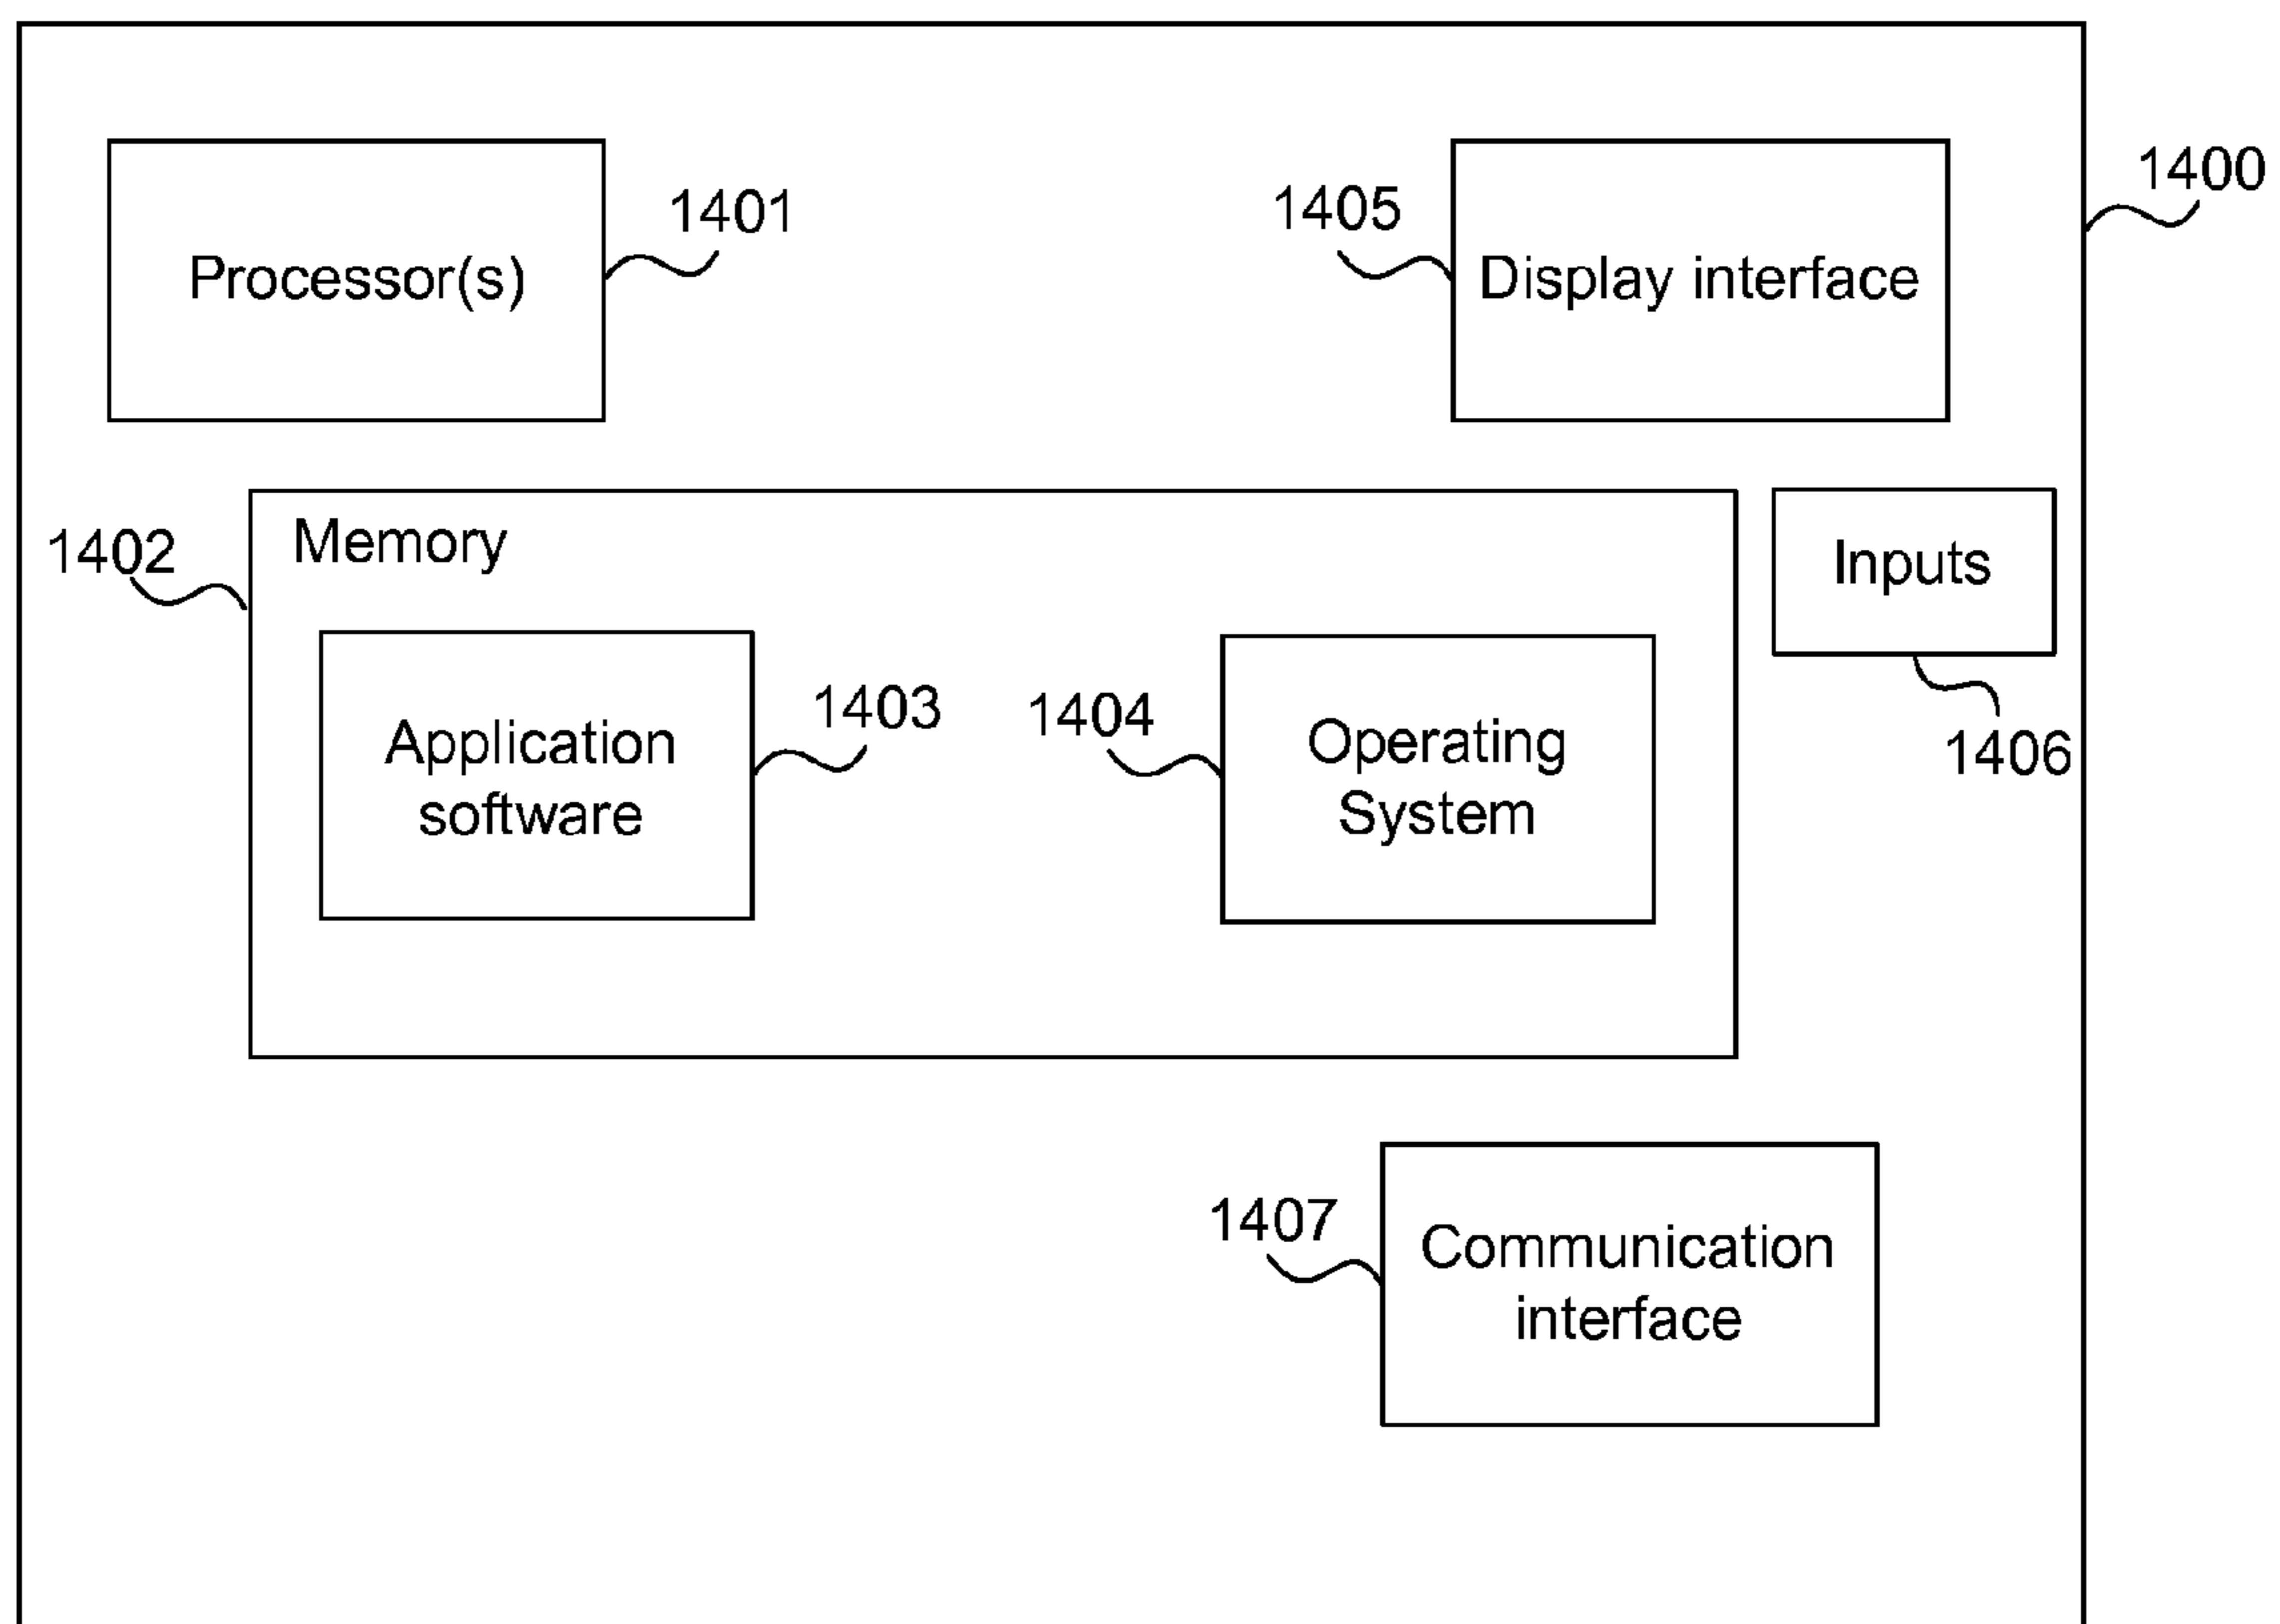 1400
Processor(s)
1401
1405
Display interface
1402
Memory
Inputs
1406
Application
software
1403
1404
Operating
System
1407
Communication
interface